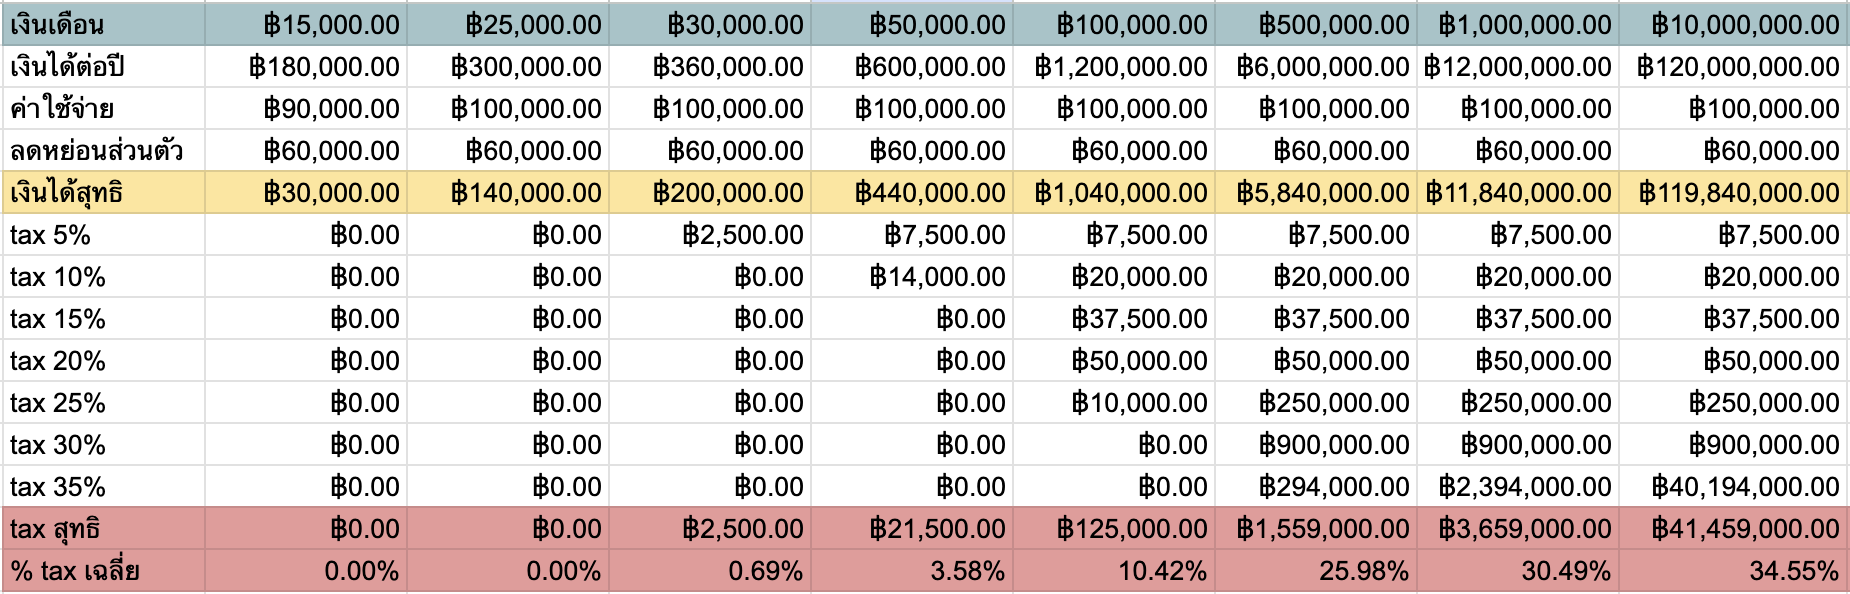 เงินเดือน ฿15,000.00 ฿25,000.00 ฿30,000.00 ฿50,000.00 ฿100,000.00 ฿500,000.00 ฿1,000,000.00 ฿10,000,000.00
เงินได้ต่อปี ฿180,000.00 ฿300,000.00 ฿360,000.00 ฿600,000.00 ฿1,200,000.00 ฿6,000,000.00 ฿12,000,000.00 ฿120,000,000.00
ค่าใช้จ่าย ฿90,000.00 ฿100,000.00 ฿100,000.00 ฿100,000.00 ฿100,000.00 ฿100,000.00 ฿100,000.00 ฿100,000.00
ลดหย่อนส่วนตัว ฿60,000.00 ฿60,000.00 ฿60,000.00 ฿60,000.00 ฿60,000.00 ฿60,000.00 ฿60,000.00 ฿60,000.00
เงินได้สุทธิ ฿30,000.00 ฿140,000.00 ฿200,000.00 ฿440,000.00 ฿1,040,000.00 ฿5,840,000.00 ฿11,840,000.00 ฿119,840,000.00
tax 5% ฿0.00 ฿0.00 ฿2,500.00 ฿7,500.00 ฿7,500.00 ฿7,500.00 ฿7,500.00 ฿7,500.00
tax 10% ฿0.00 ฿0.00 ฿0.00 ฿14,000.00 ฿20,000.00 ฿20,000.00 ฿20,000.00 ฿20,000.00
tax 15% ฿0.00 ฿0.00 ฿0.00 ฿0.00 ฿37,500.00 ฿37,500.00 ฿37,500.00 ฿37,500.00
tax 20% ฿0.00 ฿0.00 ฿0.00 ฿0.00 ฿50,000.00 ฿50,000.00 ฿50,000.00 ฿50,000.00
tax 25% ฿0.00 ฿0.00 ฿0.00 ฿0.00 ฿10,000.00 ฿250,000.00 ฿250,000.00 ฿250,000.00
tax 30% ฿0.00 ฿0.00 ฿0.00 ฿0.00 ฿0.00 ฿900,000.00 ฿900,000.00 ฿900,000.00
tax 35% ฿0.00 ฿0.00 ฿0.00 ฿0.00 ฿0.00 ฿294,000.00 ฿2,394,000.00 ฿40,194,000.00
tax สุทธิ ฿0.00 ฿0.00 ฿2,500.00 ฿21,500.00 ฿125,000.00 ฿1,559,000.00 ฿3,659,000.00 ฿41,459,000.00
% tax เฉลี่ย 0.00% 0.00% 0.69% 3.58% 10.42% 25.98% 30.49% 34.55%